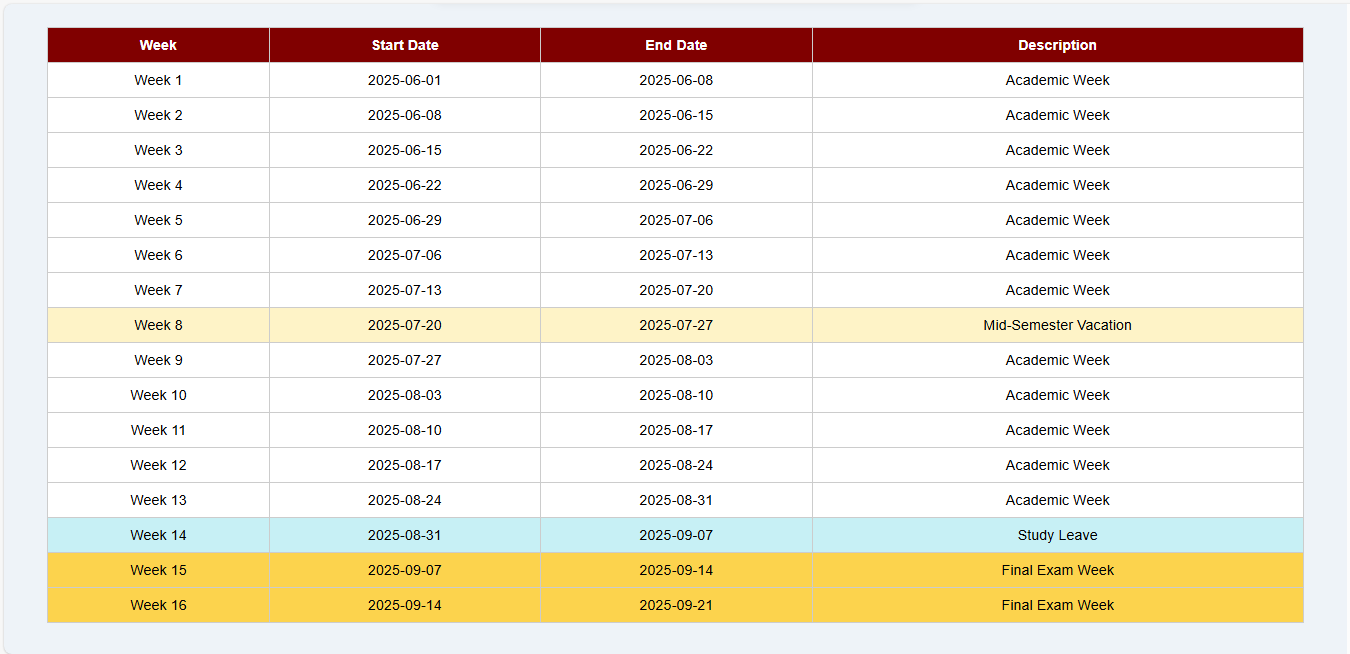 Week Start Date End Date Description
Week 1 2025-06-01 2025-06-08 Academic Week
Week 2 2025-06-08 2025-06-15 Academic Week
Week 3 2025-06-15 2025-06-22 Academic Week
Week 4 2025-06-22 2025-06-29 Academic Week
Week 5 2025-06-29 2025-07-06 Academic Week
Week 6 2025-07-06 2025-07-13 Academic Week
Week 7 2025-07-13 2025-07-20 Academic Week
Week 8 2025-07-20 2025-07-27 Mid-Semester Vacation
Week 9 2025-07-27 2025-08-03 Academic Week
Week 10 2025-08-03 2025-08-10 Academic Week
Week 11 2025-08-10 2025-08-17 Academic Week
Week 12 2025-08-17 2025-08-24 Academic Week
Week 13 2025-08-24 2025-08-31 Academic Week
Week 14 2025-08-31 2025-09-07 Study Leave
Week 15 2025-09-07 2025-09-14 Final Exam Week
Week 16 2025-09-14 2025-09-21 Final Exam Week